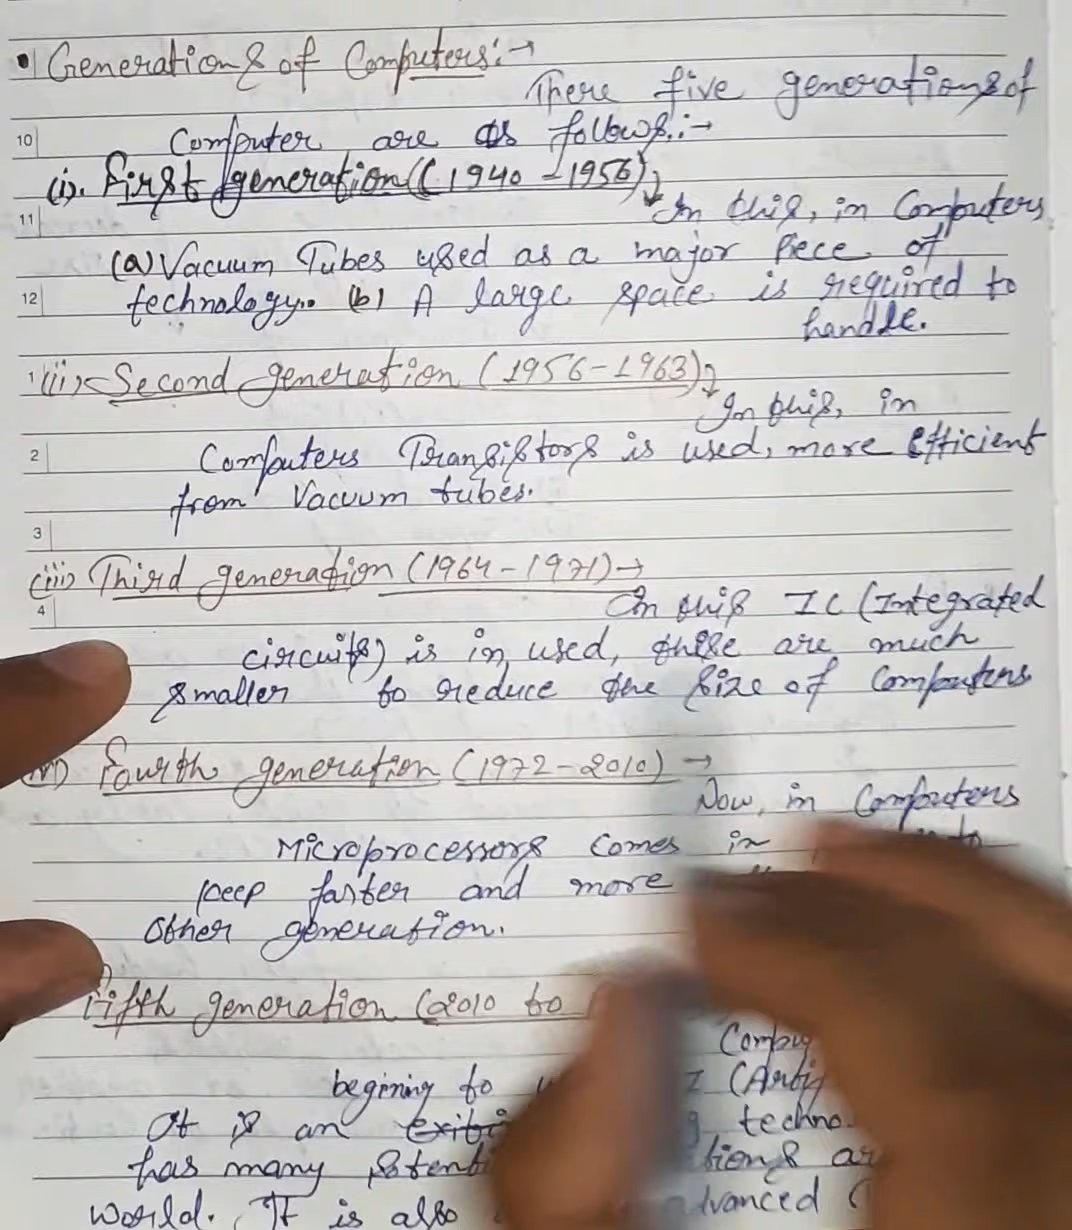 • Generations of Computers:→
There five generations of
10
Computer are as follows:→
(i). First generation (1940 - 1956)
11
In this, in Computers
(a) Vacuum Tubes used as a major Piece of
12
technology. (b) A large space is required to
handle.
1
(ii) Second generation (1956-1963)
In this, in
2
Computers Transistors is used, more Efficient
from Vacuum tubes.
3
(iii) Third generation (1964-1971)→
4
In this IC (Integrated
circuits) is in used, these are much
smaller to reduce the size of Computers
Fourth generation (1972-2010) →
Now, in Computers
Microprocessors comes in
keep faster and more
other generation.
Fifth generation (2010 to
begining to
It is an
techno
has many
world. It is also advanced